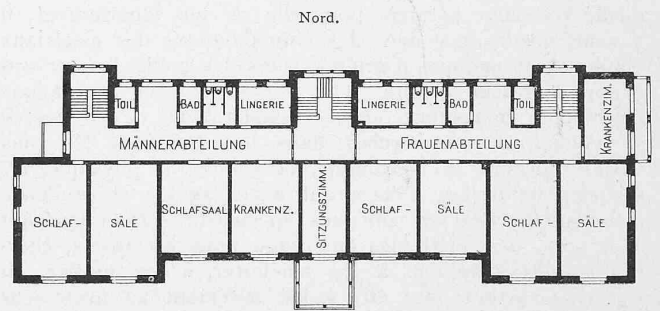 Nord.
TOIL.
BAD
LINGERIE.
LINGERIE
BAD
TOIL.
KRANKENZIM.
MÄNNERABTEILUNG
FRAUENABTEILUNG
SCHLAF-
SÄLE
SCHLAFSAAL
KRANKENZ.
SITZUNGSZIMM.
SCHLAF-
SÄLE
SCHLAF-
SÄLE